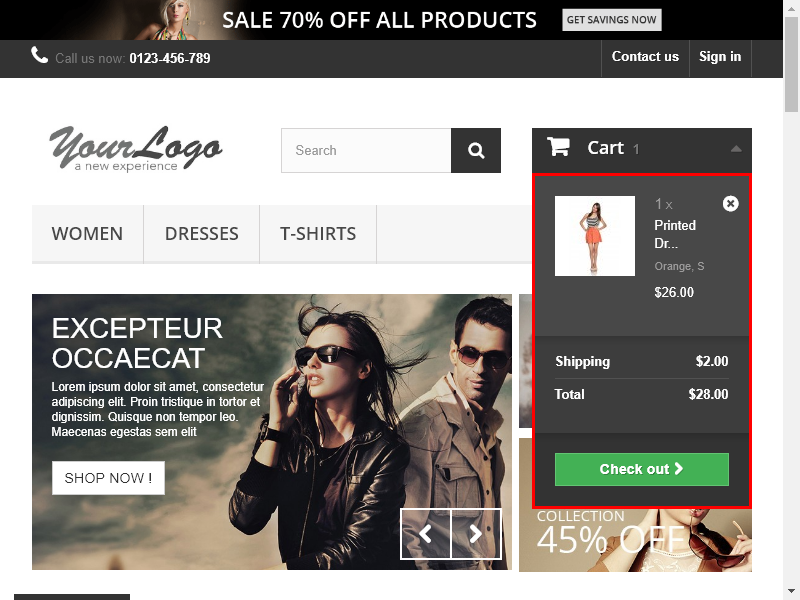 SALE 70% OFF ALL PRODUCTS
GET SAVINGS NOW
Call us now: 0123-456-789
Contact us
Sign in
YourLogo
a new experience
Search
Cart 1
WOMEN
DRESSES
T-SHIRTS
1 x
Printed
Dr...
Orange, S
$26.00
Shipping $2.00
Total $28.00
Check out
EXCEPTEUR
OCCAECAT
Lorem ipsum dolor sit amet, consectetur
adipiscing elit. Proin tristique in tortor et
dignissim. Quisque non tempor leo.
Maecenas egestas sem elit
SHOP NOW !
COLLECTION
45% OFF